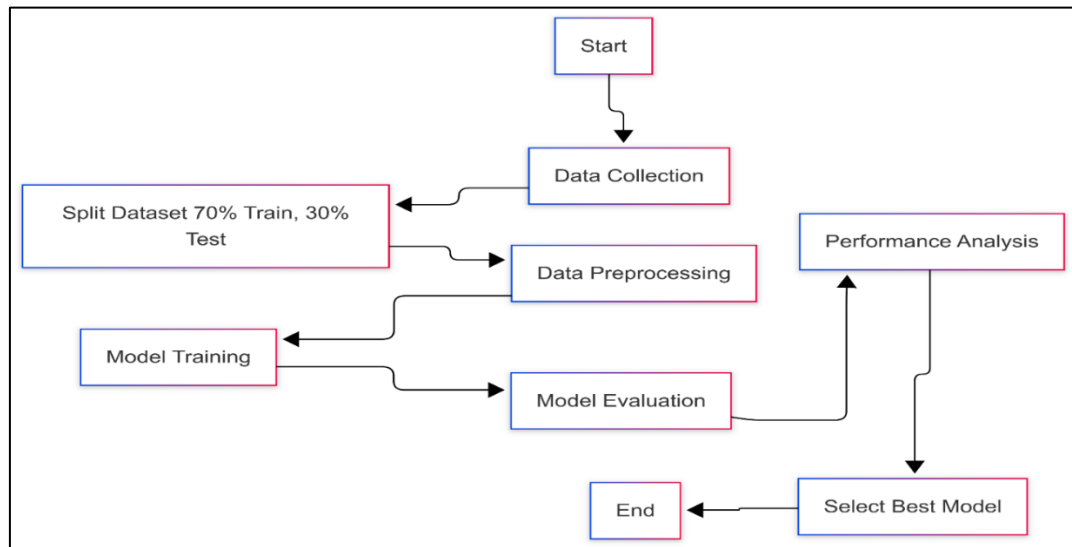 Start
Data Collection
Split Dataset 70% Train, 30%
Test
Data Preprocessing
Model Training
Model Evaluation
Performance Analysis
Select Best Model
End